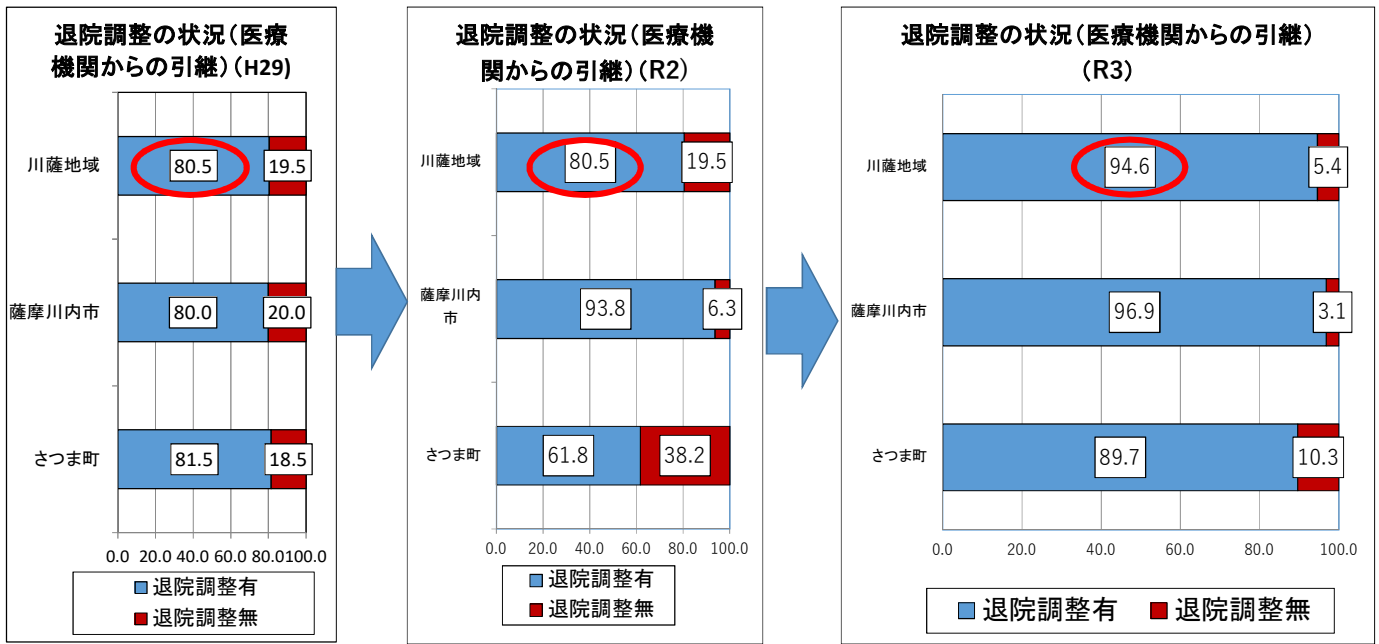 退院調整の状況(医療
機関からの引継)(H29)
川薩地域
80.5
19.5
薩摩川内市
80.0
20.0
さつま町
81.5
18.5
0.0 20.0 40.0 60.0 80.0100.0
退院調整有
退院調整無
退院調整の状況(医療機
関からの引継)(R2)
川薩地域
80.5
19.5
薩摩川内
市
93.8
6.3
さつま町
61.8
38.2
0.0 20.0 40.0 60.0 80.0 100.0
退院調整有
退院調整無
退院調整の状況(医療機関からの引継)
(R3)
川薩地域
94.6
5.4
薩摩川内市
96.9
3.1
さつま町
89.7
10.3
0.0 20.0 40.0 60.0 80.0 100.0
退院調整有 退院調整無